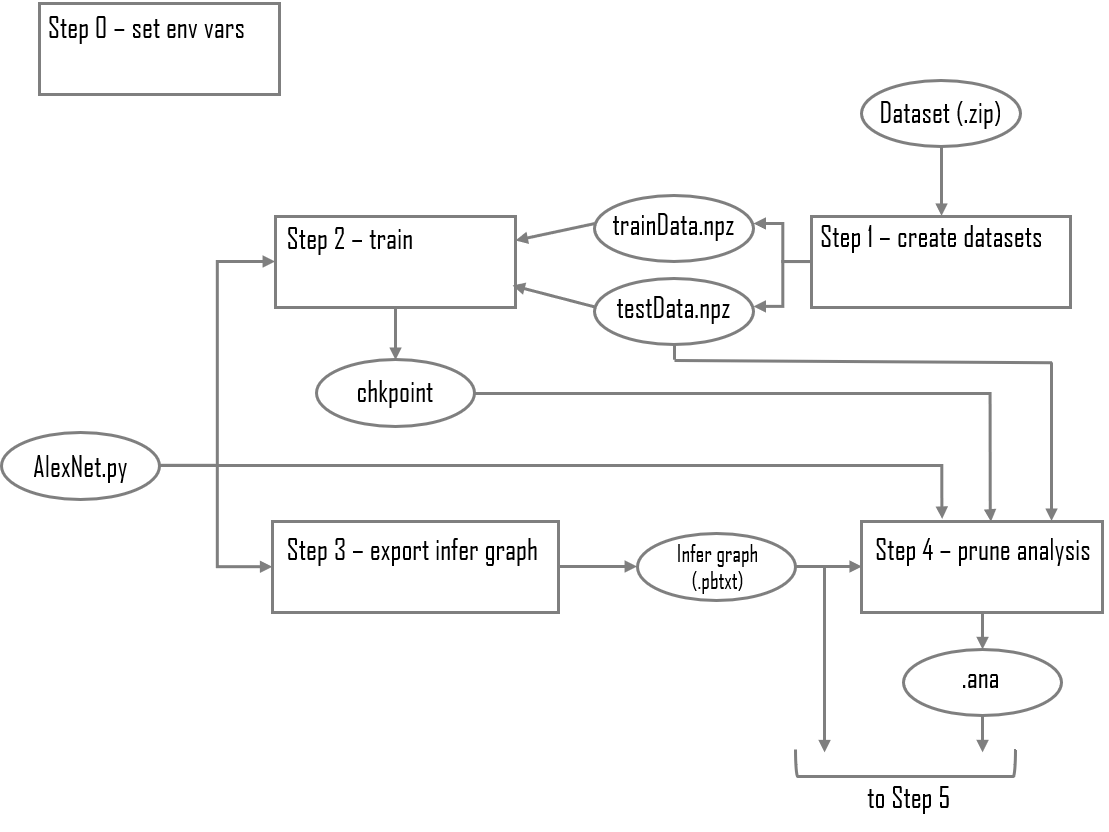 Step 0 – set env vars
Dataset (.zip)
Step 2 – train
trainData.npz
Step 1 – create datasets
testData.npz
chkpoint
AlexNet.py
Step 3 – export infer graph
Infer graph
(.pbtxt)
Step 4 – prune analysis
.ana
to Step 5